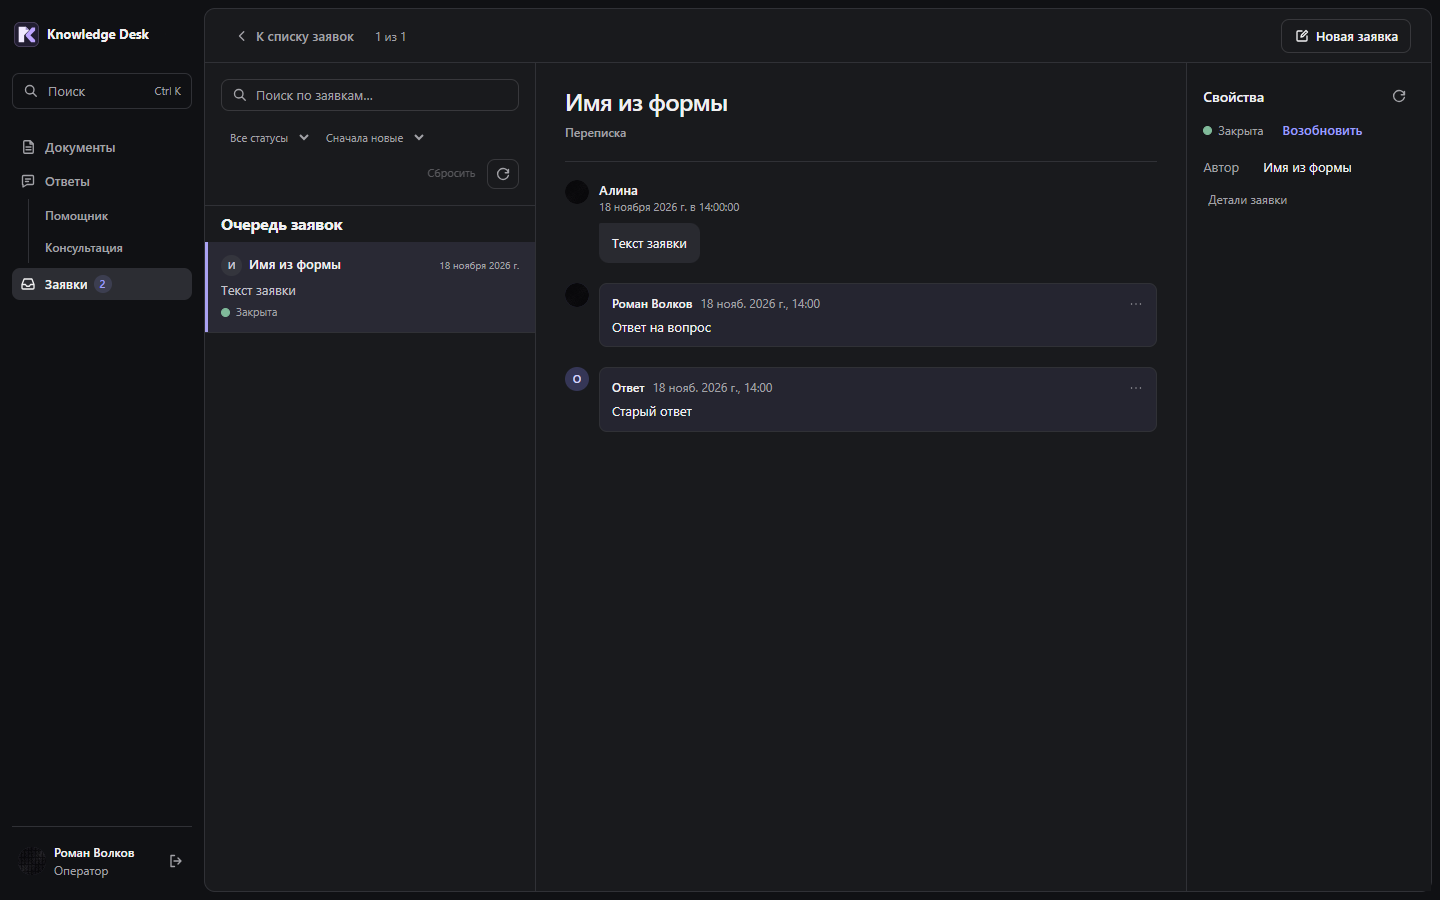 Knowledge Desk
Поиск
Ctrl K
Документы
Ответы
Помощник
Консультация
Заявки 2
Роман Волков
Оператор
К списку заявок
1 из 1
Новая заявка
Поиск по заявкам...
Все статусы
Сначала новые
Сбросить
Очередь заявок
И Имя из формы 18 ноября 2026 г.
Текст заявки
Закрыта
Имя из формы
Переписка
Алина
18 ноября 2026 г. в 14:00:00
Текст заявки
Роман Волков 18 нояб. 2026 г., 14:00
Ответ на вопрос
О Ответ 18 нояб. 2026 г., 14:00
Старый ответ
Свойства
Закрыта Возобновить
Автор Имя из формы
Детали заявки